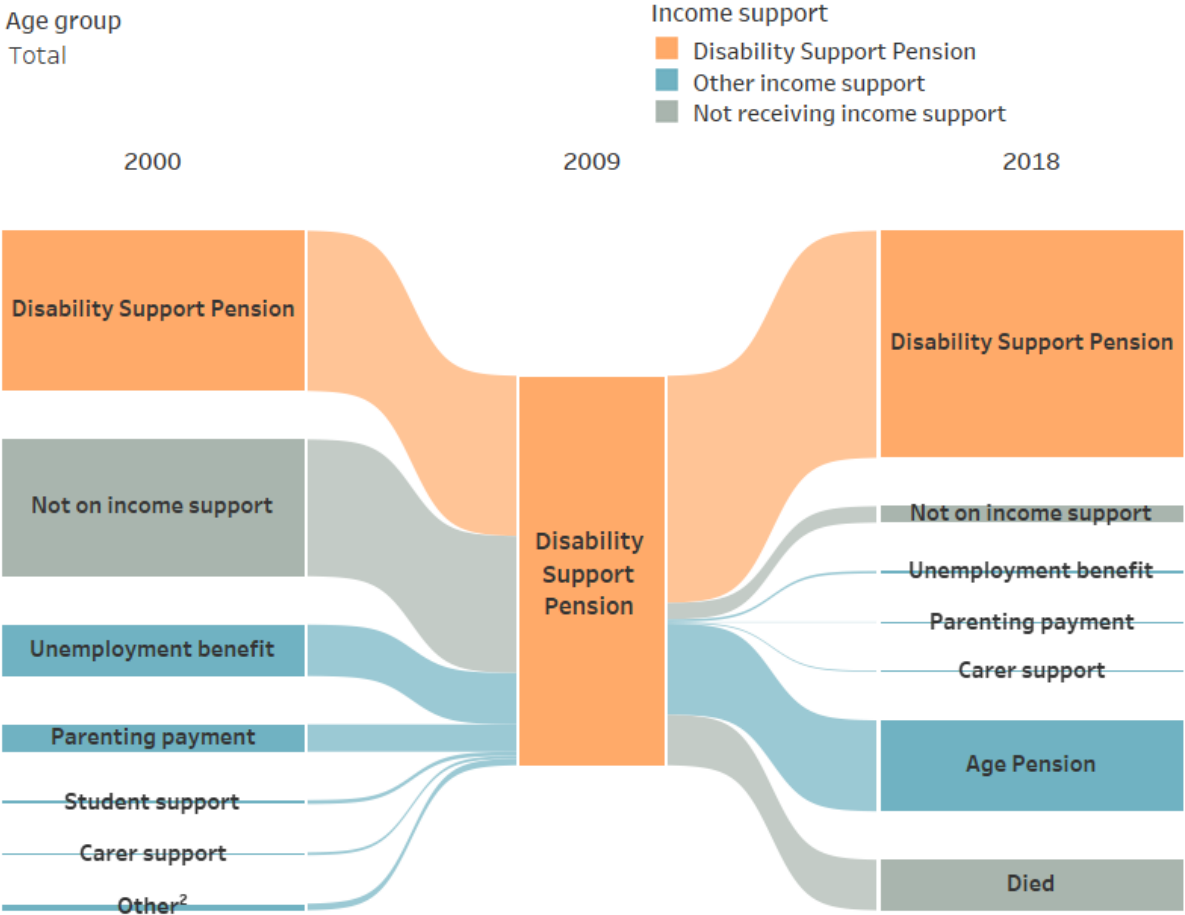 Age group
Total
Income support
Disability Support Pension
Other income support
Not receiving income support
2000
2009
2018
Disability Support Pension
Not on income support
Unemployment benefit
Parenting payment
Student support
Carer support
Other²
Disability
Support
Pension
Disability Support Pension
Not on income support
Unemployment benefit
Parenting payment
Carer support
Age Pension
Died